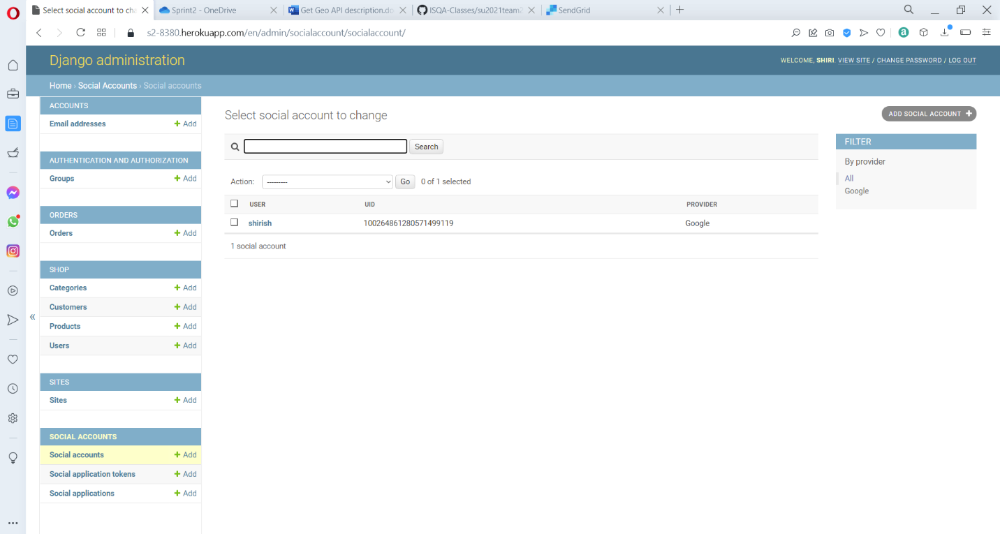 Select social account to cha
Sprint2 - OneDrive
Get Geo API description.do
ISQA-Classes/su2021team2
SendGrid
s2-8380.herokuapp.com/en/admin/socialaccount/socialaccount/
a
Django administration
WELCOME, SHIRI. VIEW SITE / CHANGE PASSWORD / LOG OUT
Home › Social Accounts › Social accounts
ACCOUNTS
Email addresses
+ Add
AUTHENTICATION AND AUTHORIZATION
Groups
+ Add
ORDERS
Orders
+ Add
SHOP
Categories
+ Add
Customers
+ Add
Products
+ Add
Users
+ Add
SITES
Sites
+ Add
SOCIAL ACCOUNTS
Social accounts
+ Add
Social application tokens
+ Add
Social applications
+ Add
«
Select social account to change
ADD SOCIAL ACCOUNT +
Search
Action:
---------
Go
0 of 1 selected
USER
UID
PROVIDER
shirish
100264861280571499119
Google
1 social account
FILTER
By provider
All
Google